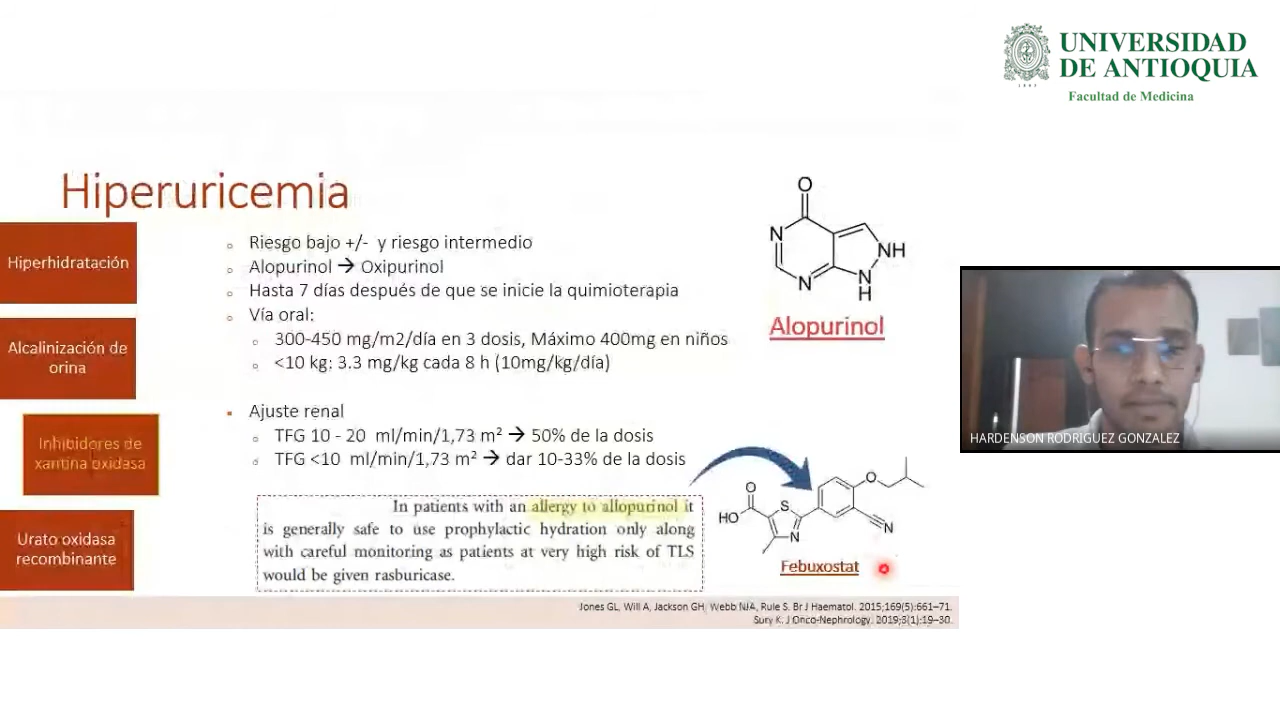 UNIVERSIDAD
DE ANTIOQUIA
1803
Facultad de Medicina
Hiperuricemia
Hiperhidratación
Alcalinización de
orina
Inhibidores de
xantina oxidasa
Urato oxidasa
recombinante
Riesgo bajo +/- y riesgo intermedio
Alopurinol → Oxipurinol
Hasta 7 días después de que se inicie la quimioterapia
Vía oral:
300-450 mg/m2/día en 3 dosis, Máximo 400mg en niños
<10 kg: 3.3 mg/kg cada 8 h (10mg/kg/día)
Ajuste renal
TFG 10 - 20 ml/min/1,73 m² → 50% de la dosis
TFG <10 ml/min/1,73 m² → dar 10-33% de la dosis
In patients with an allergy to allopurinol it
is generally safe to use prophylactic hydration only along
with careful monitoring as patients at very high risk of TLS
would be given rasburicase.
O
N
NH
N
N
H
Alopurinol
O
HO
S
N
O
N
Febuxostat
HARDENSON RODRIGUEZ GONZALEZ
Jones GL, Will A, Jackson GH, Webb NJA, Rule S. Br J Haematol. 2015;169(5):661–71.
Sury K. J Onco-Nephrology. 2019;3(1):19–30.